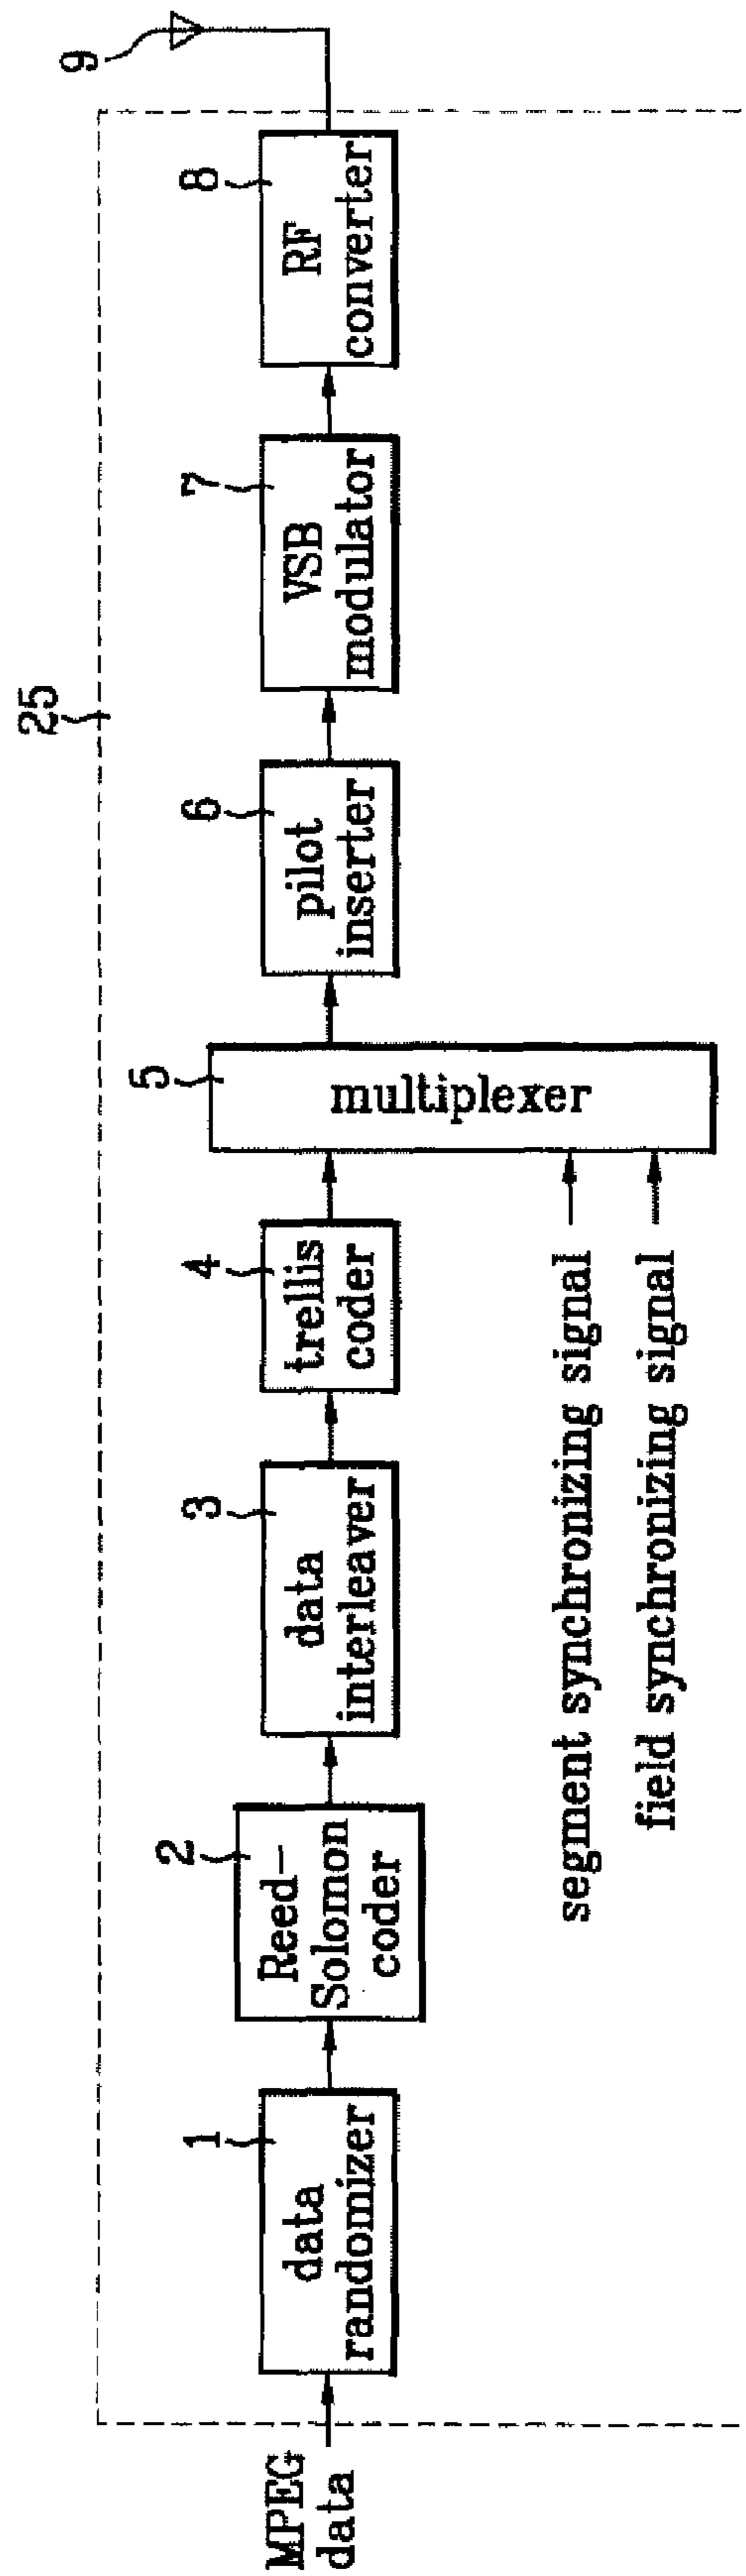 MPEG
data
25
1
data
randomizer
2
Reed-
Solomon
coder
3
data
interleaver
4
trellis
coder
5
multiplexer
segment synchronizing signal
field synchronizing signal
6
pilot
inserter
7
VSB
modulator
8
RF
converter
9